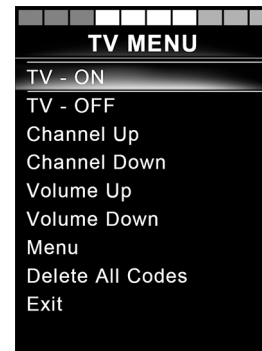 TV MENU
TV - ON
TV - OFF
Channel Up
Channel Down
Volume Up
Volume Down
Menu
Delete All Codes
Exit